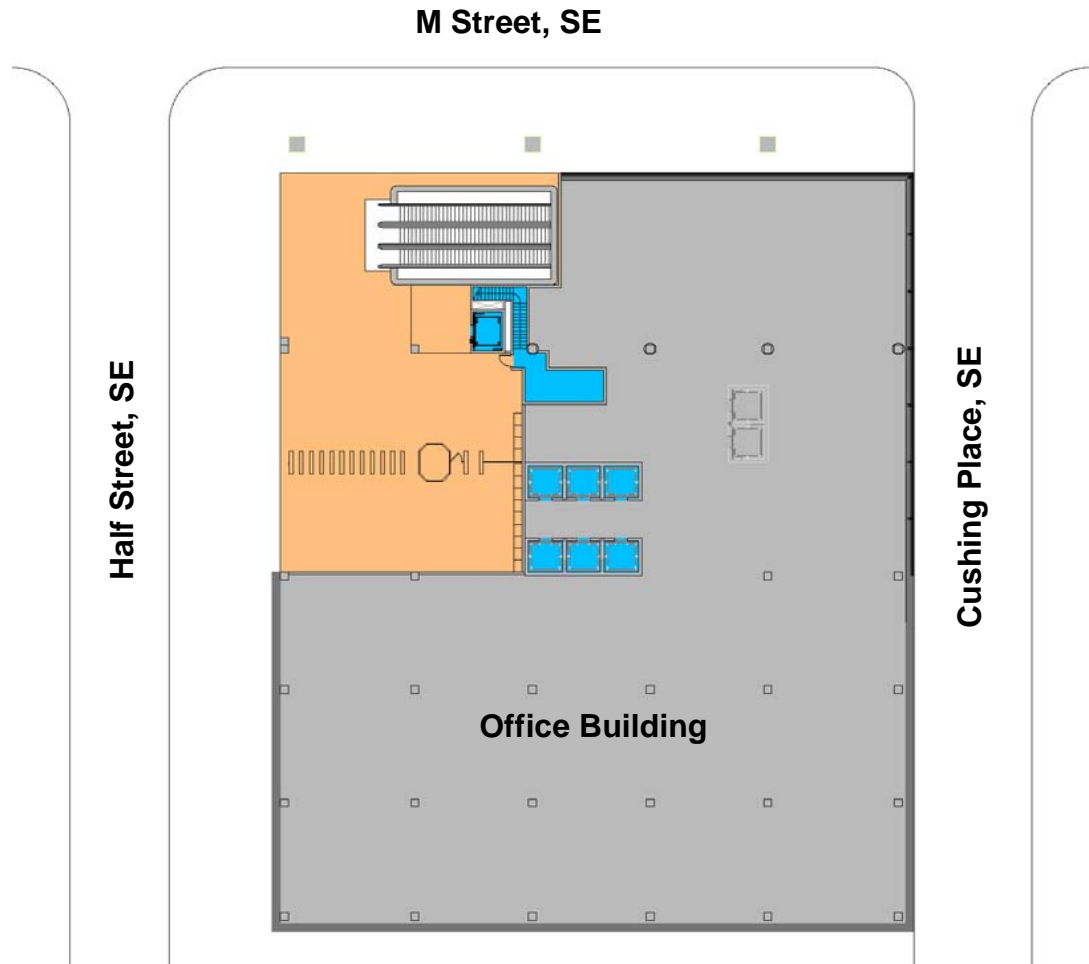 M Street, SE
Half Street, SE
Cushing Place, SE
Office Building